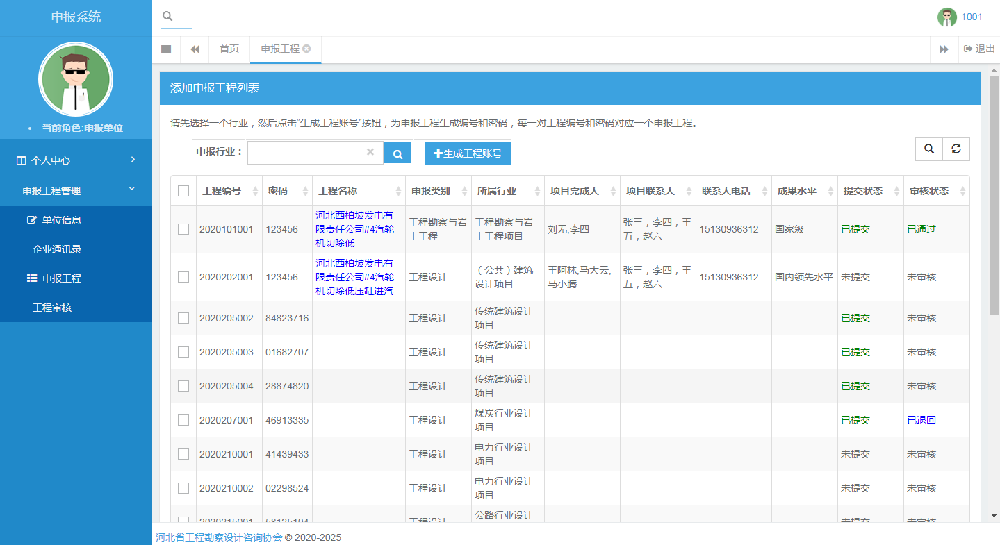 申报系统
1001
当前角色:申报单位
首页
申报工程
退出
添加申报工程列表
请先选择一个行业，然后点击“生成工程账号”按钮，为申报工程生成编号和密码，每一对工程编号和密码对应一个申报工程。
申报行业：
生成工程账号
个人中心
申报工程管理
单位信息
企业通讯录
申报工程
工程审核
工程编号 密码 工程名称 申报类别 所属行业 项目完成人 项目联系人 联系人电话 成果水平 提交状态 审核状态
2020101001 123456 河北西柏坡发电有
限责任公司#4汽轮
机切除低
工程勘察与岩
土工程
工程勘察与岩
土工程项目
刘无,李四
张三，李四，王
五，赵六
15130936312 国家级 已提交 已通过
2020202001 123456 河北西柏坡发电有
限责任公司#4汽轮
机切除低压缸进汽
工程设计
（公共）建筑
设计项目
王阿林,马大云,
马小腾
张三，李四，王
五，赵六
15130936312 国内领先水平 未提交 未审核
2020205002 84823716 工程设计 传统建筑设计
项目
- - - - 已提交 未审核
2020205003 01682707 工程设计 传统建筑设计
项目
- - - - 已提交 未审核
2020205004 28874820 工程设计 传统建筑设计
项目
- - - - 已提交 未审核
2020207001 46913335 工程设计 煤炭行业设计
项目
- - - - 已提交 已退回
2020210001 41439433 工程设计 电力行业设计
项目
- - - - 未提交 未审核
2020210002 02298524 工程设计 电力行业设计
项目
- - - - 未提交 未审核
2020215001 58125104 工程设计 公路行业设计
未提交 未审核
河北省工程勘察设计咨询协会 © 2020-2025